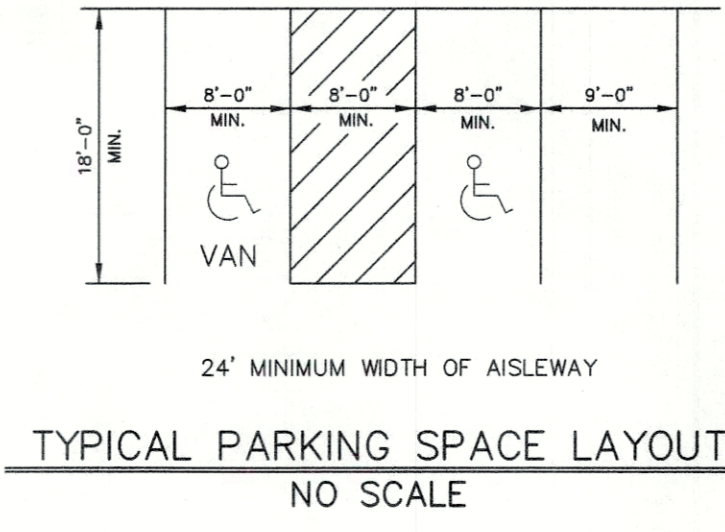 8'-0" 8'-0" 8'-0" 9'-0"
MIN. MIN. MIN. MIN.
18'-0"
MIN.
VAN
24' MINIMUM WIDTH OF AISLEWAY
TYPICAL PARKING SPACE LAYOUT
NO SCALE